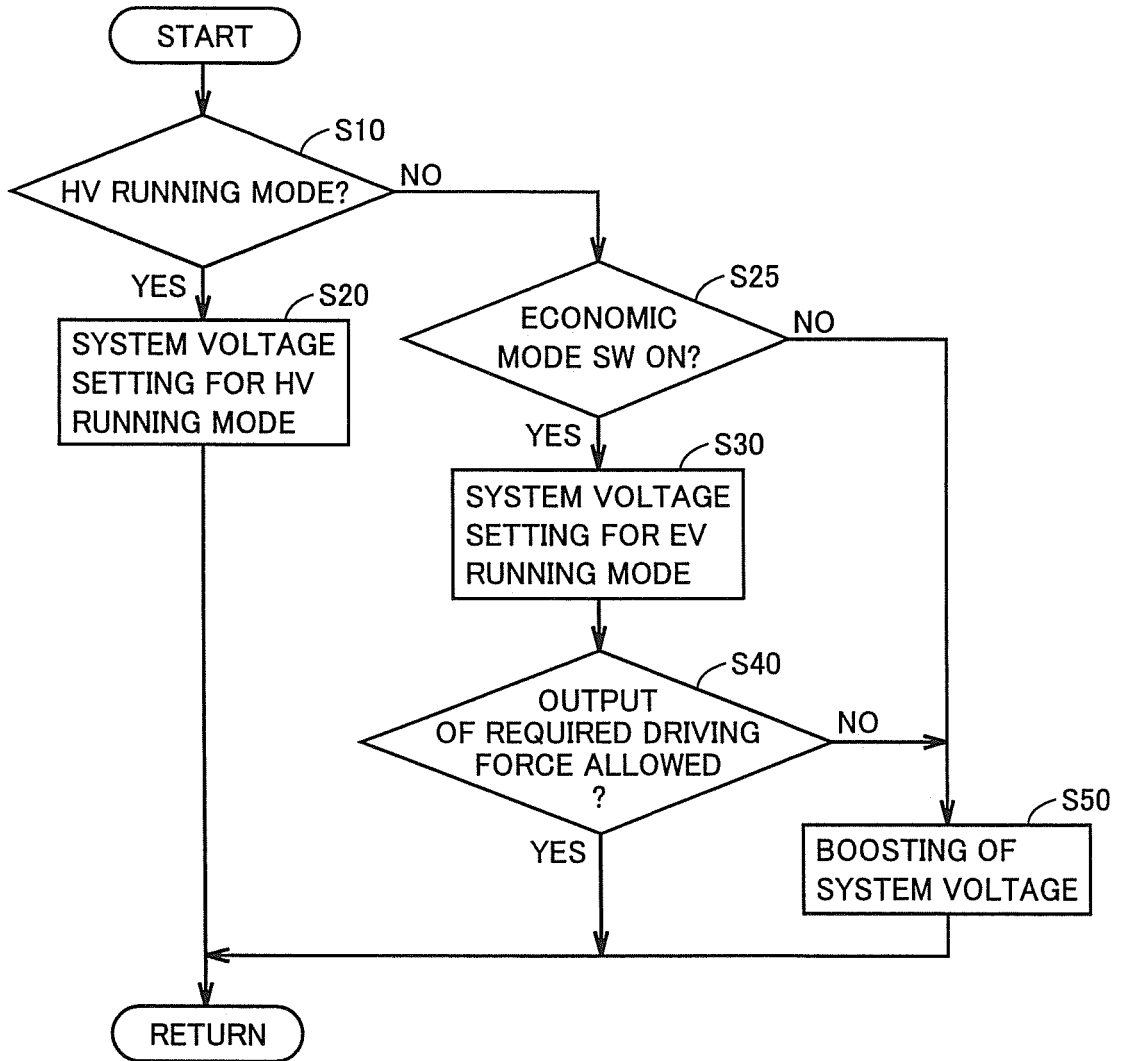 START
S10
HV RUNNING MODE?
NO
YES
S20
SYSTEM VOLTAGE
SETTING FOR HV
RUNNING MODE
S25
ECONOMIC
MODE SW ON?
NO
YES
S30
SYSTEM VOLTAGE
SETTING FOR EV
RUNNING MODE
S40
OUTPUT
OF REQUIRED DRIVING
FORCE ALLOWED
?
NO
YES
S50
BOOSTING OF
SYSTEM VOLTAGE
RETURN